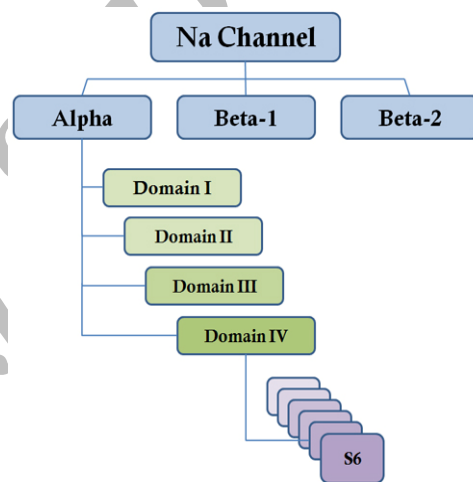 Na Channel
Alpha
Beta-1
Beta-2
Domain I
Domain II
Domain III
Domain IV
S6